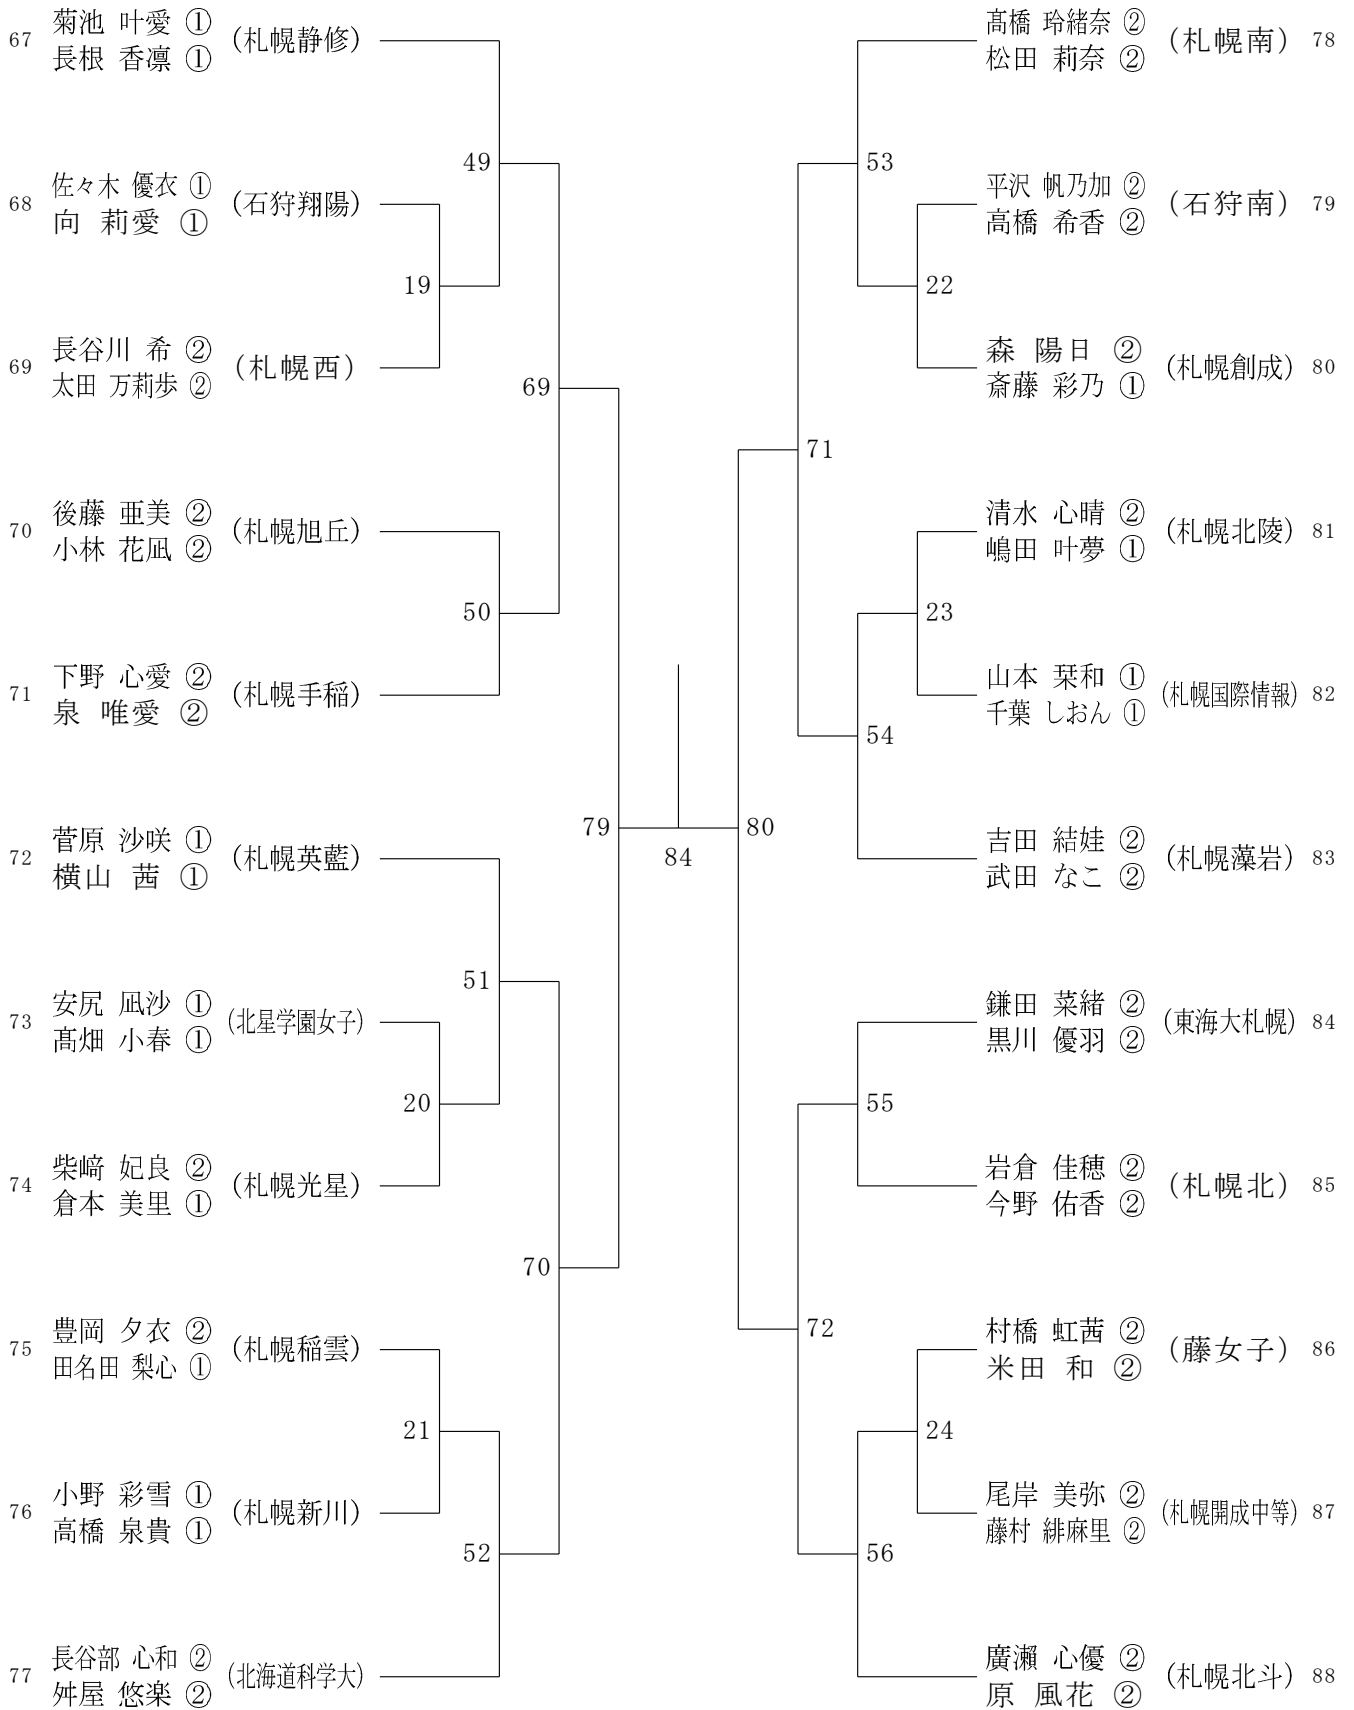 67 菊池 叶愛 ① (札幌静修)
長根 香凛 ①
68 佐々木 優衣 ① (石狩翔陽)
向 莉愛 ①
69 長谷川 希 ② (札幌西)
太田 万莉歩 ②
70 後藤 亜美 ② (札幌旭丘)
小林 花凪 ②
71 下野 心愛 ② (札幌手稲)
泉 唯愛 ②
72 菅原 沙咲 ① (札幌英藍)
横山 茜 ①
73 安尻 凪沙 ① (北星学園女子)
髙畑 小春 ①
74 柴﨑 妃良 ② (札幌光星)
倉本 美里 ①
75 豊岡 夕衣 ② (札幌稲雲)
田名田 梨心 ①
76 小野 彩雪 ① (札幌新川)
高橋 泉貴 ①
77 長谷部 心和 ② (北海道科学大)
舛屋 悠楽 ②
49
19
69
50
79
51
20
70
21
52
84
53
22
71
23
54
80
55
72
24
56
髙橋 玲緒奈 ② (札幌南) 78
松田 莉奈 ②
平沢 帆乃加 ② (石狩南) 79
高橋 希香 ②
森 陽日 ② (札幌創成) 80
斎藤 彩乃 ①
清水 心晴 ② (札幌北陵) 81
嶋田 叶夢 ①
山本 栞和 ① (札幌国際情報) 82
千葉 しおん ①
吉田 結娃 ② (札幌藻岩) 83
武田 なこ ②
鎌田 菜緒 ② (東海大札幌) 84
黒川 優羽 ②
岩倉 佳穂 ② (札幌北) 85
今野 佑香 ②
村橋 虹茜 ② (藤女子) 86
米田 和 ②
尾岸 美弥 ② (札幌開成中等) 87
藤村 緋麻里 ②
廣瀬 心優 ② (札幌北斗) 88
原 風花 ②